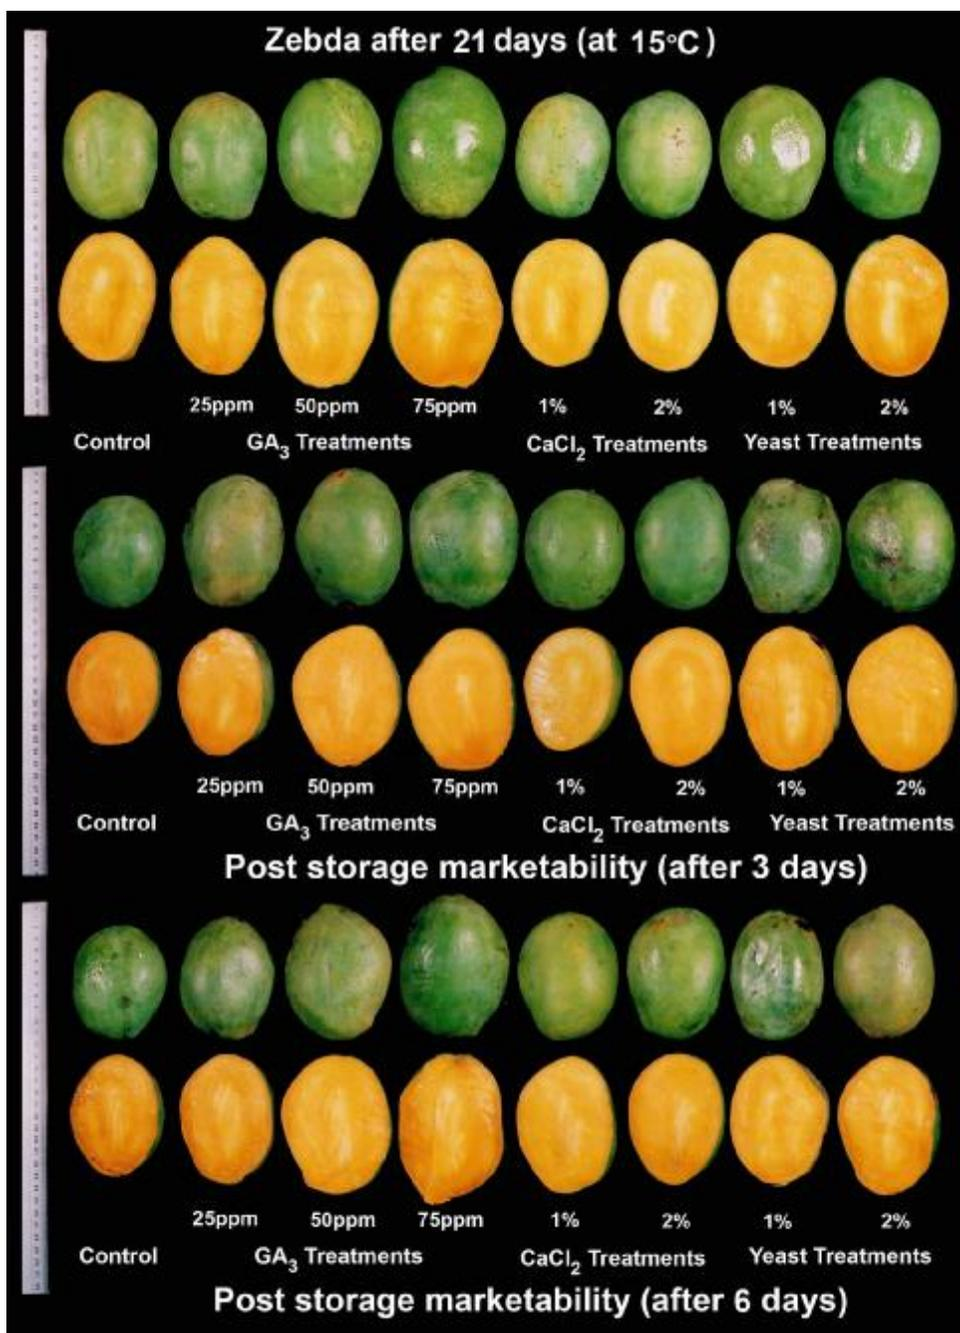 Zebda after 21 days (at 15°C)
25ppm 50ppm 75ppm 1% 2% 1% 2%
Control GA3 Treatments CaCl2 Treatments Yeast Treatments
25ppm 50ppm 75ppm 1% 2% 1% 2%
Control GA3 Treatments CaCl2 Treatments Yeast Treatments
Post storage marketability (after 3 days)
25ppm 50ppm 75ppm 1% 2% 1% 2%
Control GA3 Treatments CaCl2 Treatments Yeast Treatments
Post storage marketability (after 6 days)